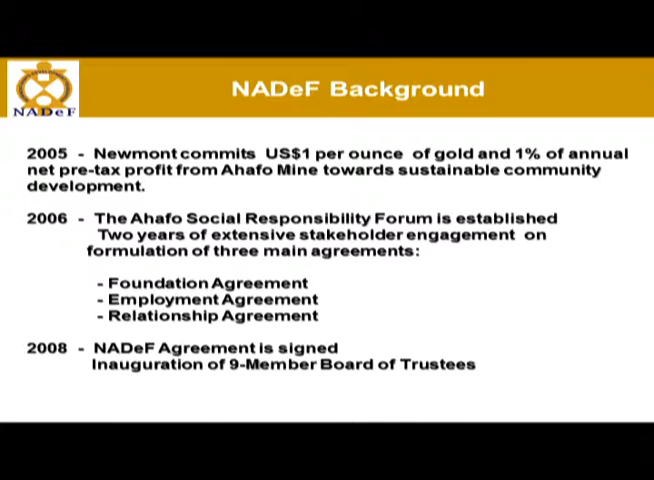 NADeF Background
NADeF
2005 - Newmont commits US$1 per ounce of gold and 1% of annual
net pre-tax profit from Ahafo Mine towards sustainable community
development.
2006 - The Ahafo Social Responsibility Forum is established
Two years of extensive stakeholder engagement on
formulation of three main agreements:
- Foundation Agreement
- Employment Agreement
- Relationship Agreement
2008 - NADeF Agreement is signed
Inauguration of 9-Member Board of Trustees